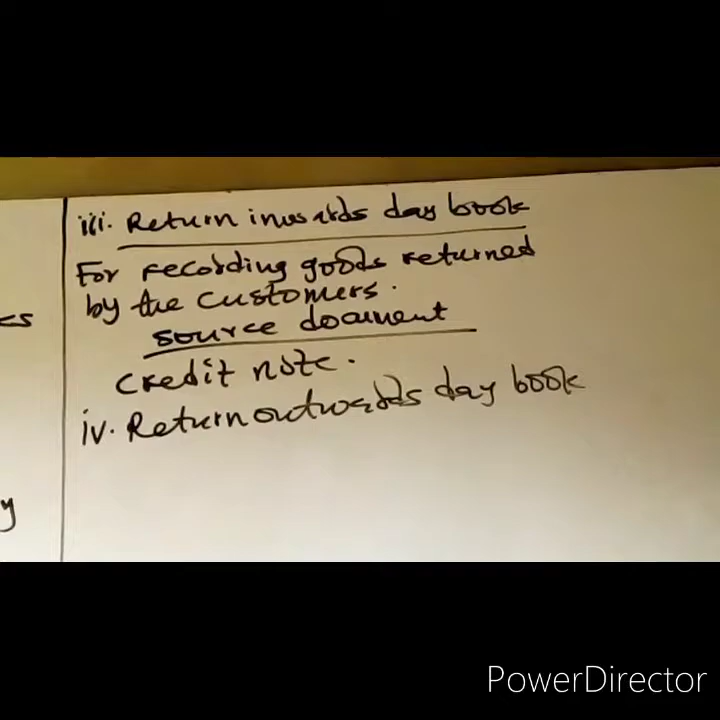 iii. Return inwards day book
For recording goods returned
es
by the customers.
source document
credit note.
iv. Return outwards day book
y
PowerDirector